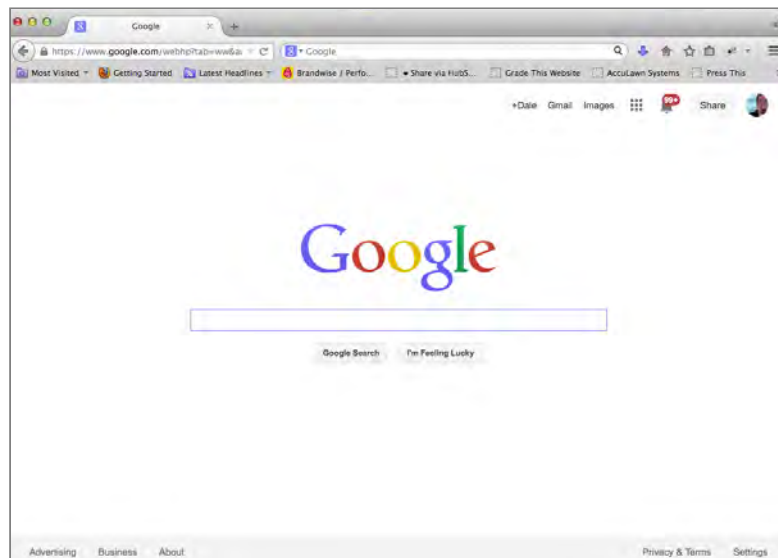 Google
https://www.google.com/webhp?tab=ww&
Google
Most Visited Getting Started Latest Headlines Brandwise / Perfo... Share via HubS... Grade This Website AccuLawn Systems Press This
+Dale Gmail Images 99+ Share
Google
Google Search I'm Feeling Lucky
Advertising Business About Privacy & Terms Settings